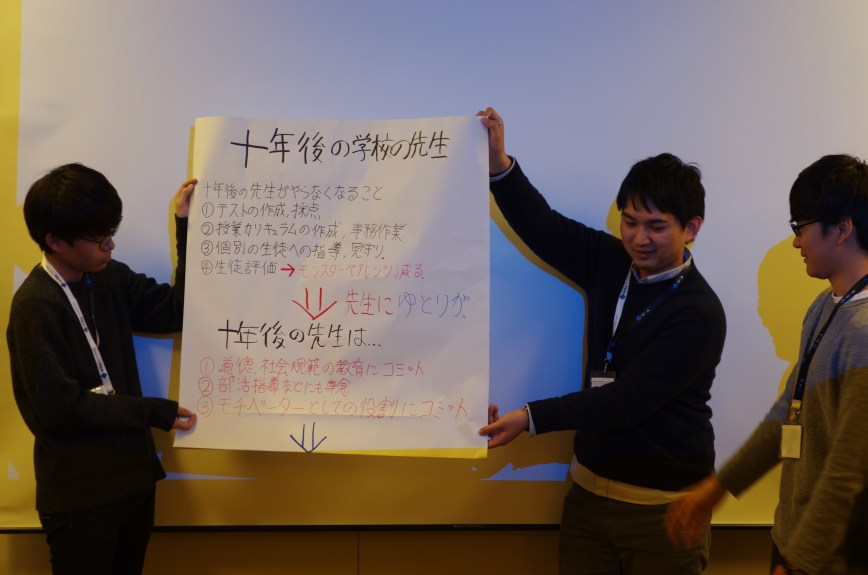 十年後の学校の先生
十年後の先生がやらなくなること
①テストの作成,採点
②授業カリキュラムの作成,事務作業
③個別の生徒への指導,見守り
④生徒評価→モンスターペアレンツ減る
先生にゆとりが
十年後の先生は...
①道徳,社会規範の教育にコミット
②部活指導などにも専念
③モチベーターとしての役割にコミット